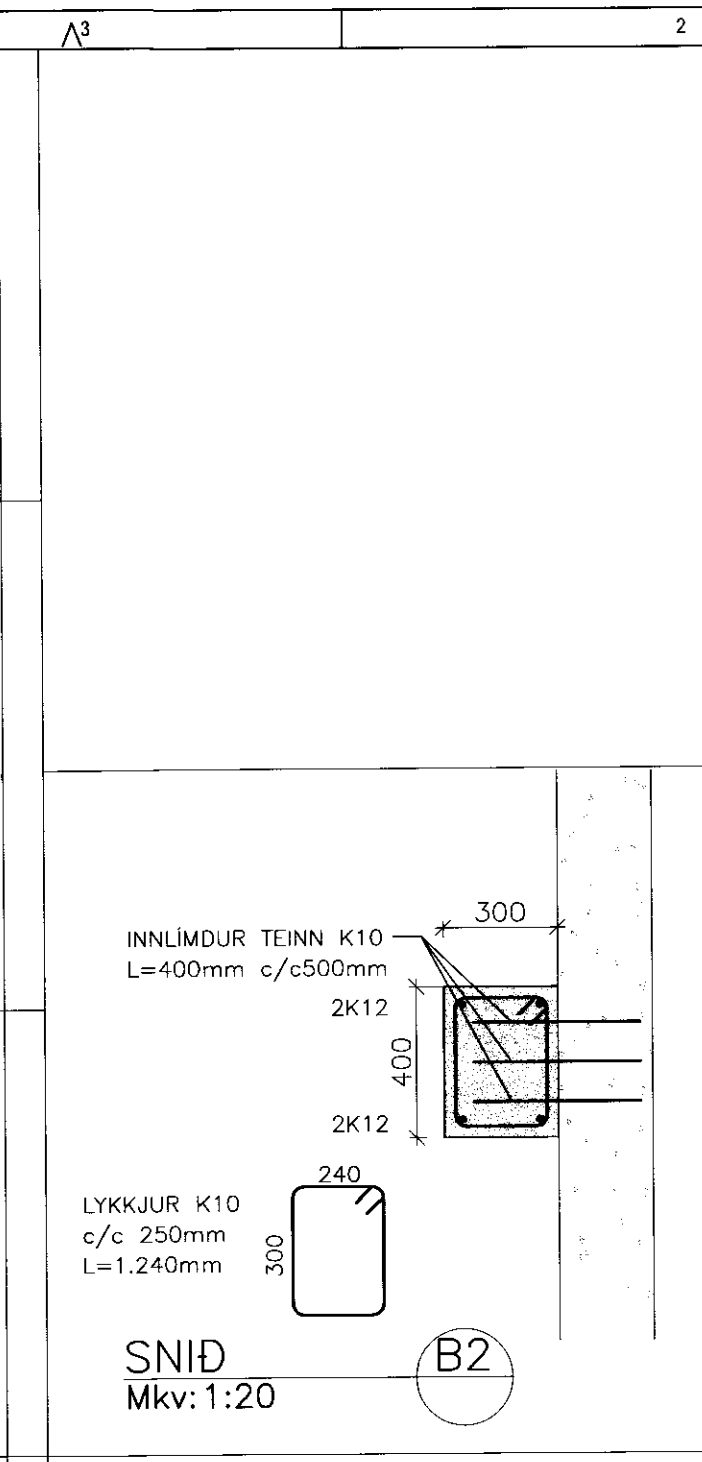 3
2
300
INNLÍMDUR TEINN K10
L=400mm c/c500mm
2K12
400
2K12
240
LYKKJUR K10
c/c 250mm
L=1.240mm
300
SNIÐ
B2
Mkv: 1:20